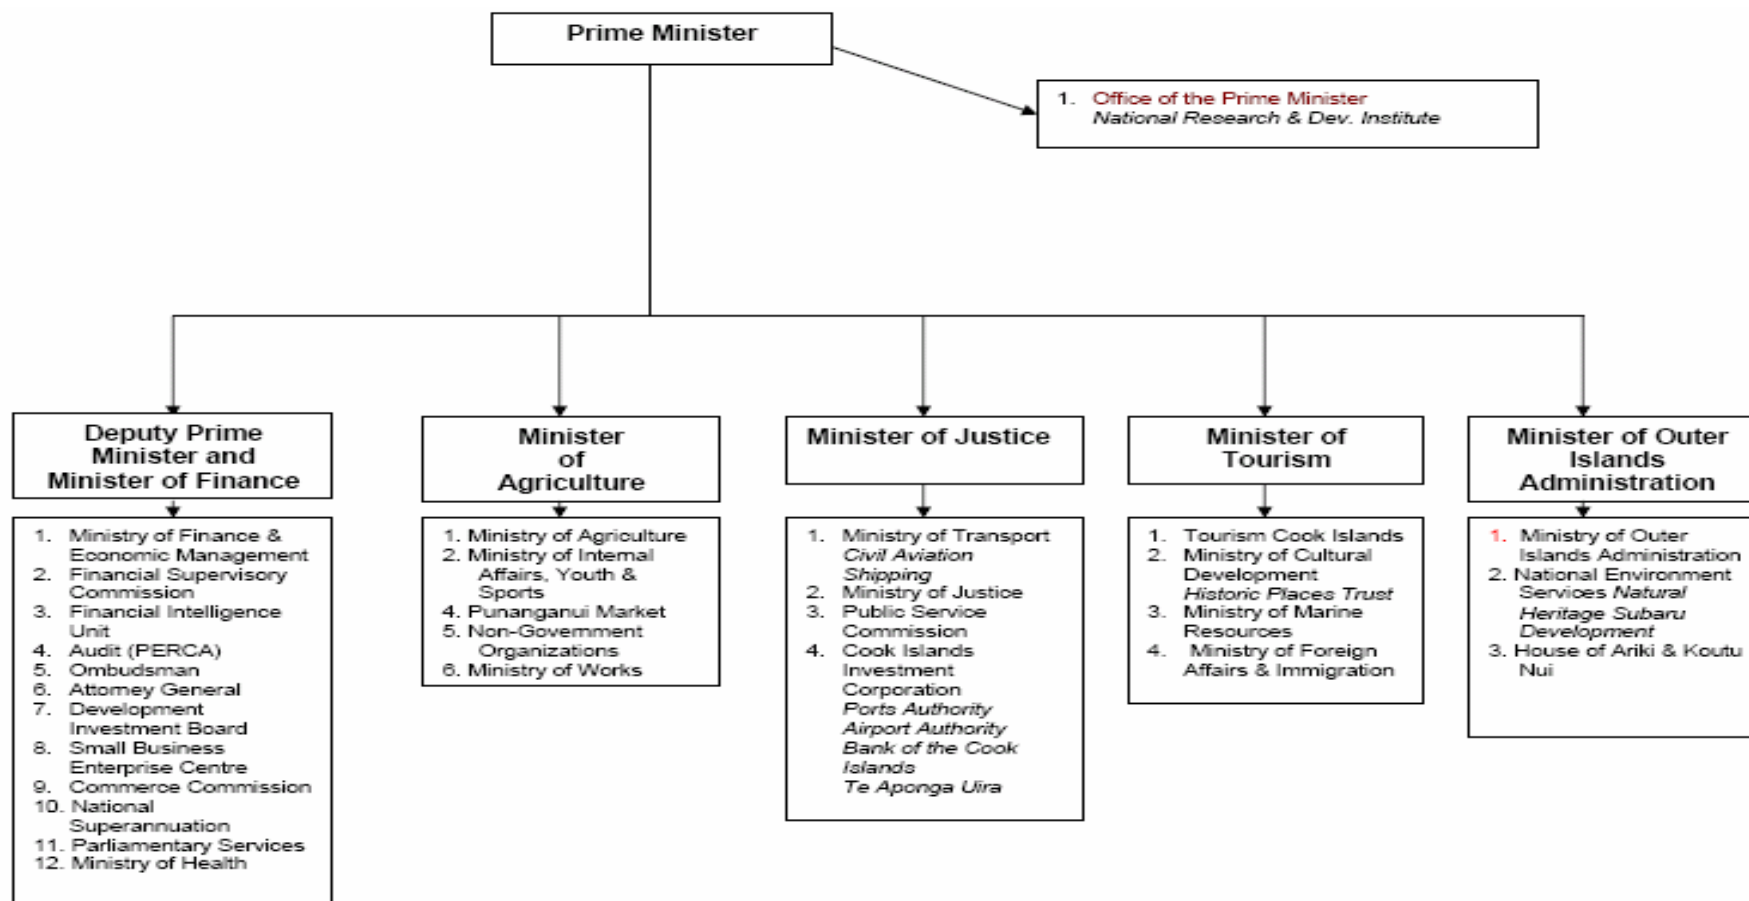 Prime Minister
1. Office of the Prime Minister
National Research & Dev. Institute
Deputy Prime
Minister and
Minister of Finance
1. Ministry of Finance &
Economic Management
2. Financial Supervisory
Commission
3. Financial Intelligence
Unit
4. Audit (PERCA)
5. Ombudsman
6. Attorney General
7. Development
Investment Board
8. Small Business
Enterprise Centre
9. Commerce Commission
10. National
Superannuation
11. Parliamentary Services
12. Ministry of Health
Minister
of
Agriculture
1. Ministry of Agriculture
2. Ministry of Internal
Affairs, Youth &
Sports
4. Punanganui Market
5. Non-Government
Organizations
6. Ministry of Works
Minister of Justice
1. Ministry of Transport
Civil Aviation
Shipping
2. Ministry of Justice
3. Public Service
Commission
4. Cook Islands
Investment
Corporation
Ports Authority
Airport Authority
Bank of the Cook
Islands
Te Aponga Uira
Minister of
Tourism
1. Tourism Cook Islands
2. Ministry of Cultural
Development
Historic Places Trust
3. Ministry of Marine
Resources
4. Ministry of Foreign
Affairs & Immigration
Minister of Outer
Islands
Administration
1. Ministry of Outer
Islands Administration
2. National Environment
Services Natural
Heritage Subaru
Development
3. House of Ariki & Koutu
Nui